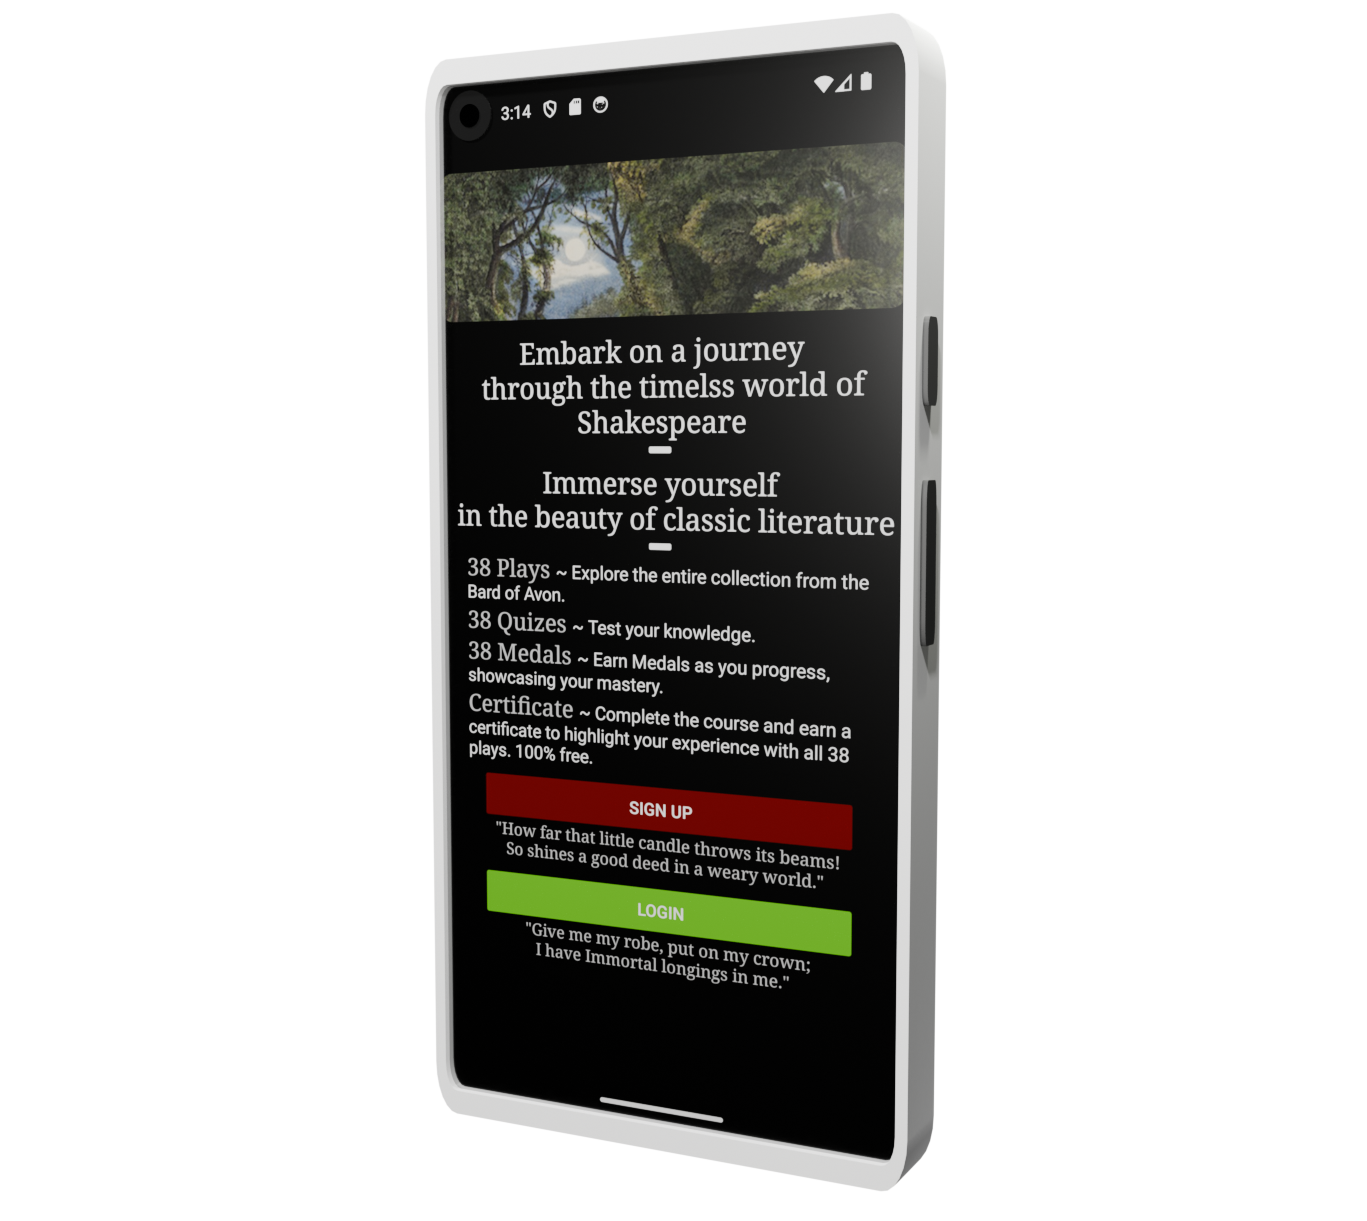 3:14
Embark on a journey
through the timelss world of
Shakespeare
Immerse yourself
in the beauty of classic literature
38 Plays ~ Explore the entire collection from the
Bard of Avon.
38 Quizes ~ Test your knowledge.
38 Medals ~ Earn Medals as you progress,
showcasing your mastery.
Certificate ~ Complete the course and earn a
certificate to highlight your experience with all 38
plays. 100% free.
SIGN UP
"How far that little candle throws its beams!
So shines a good deed in a weary world."
LOGIN
"Give me my robe, put on my crown;
I have Immortal longings in me."